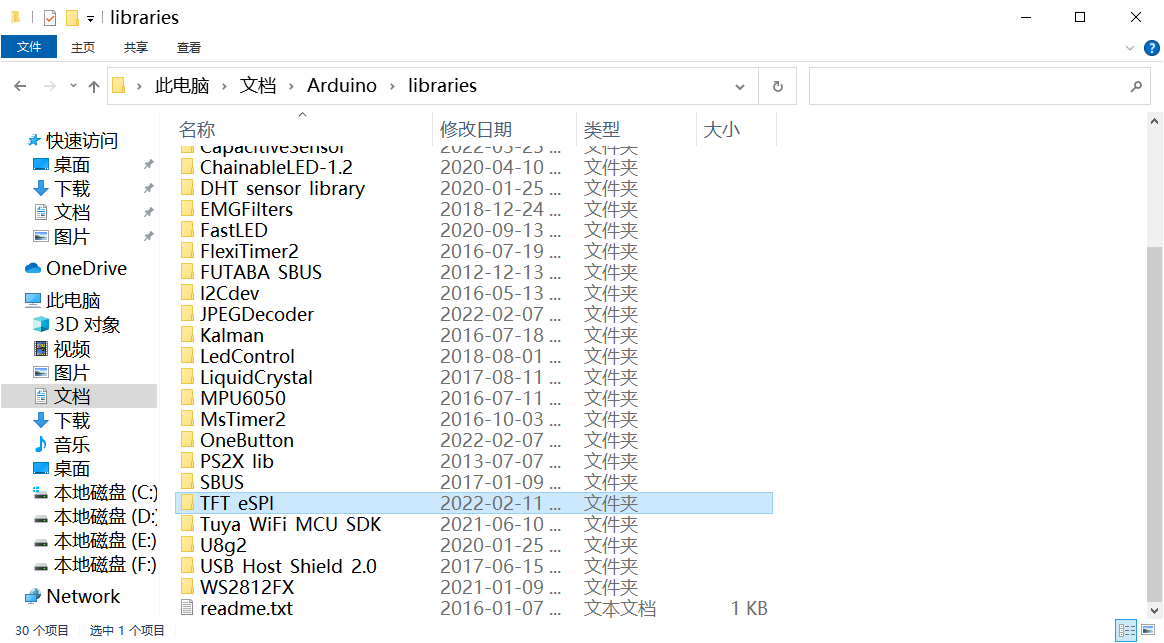 libraries
文件 主页 共享 查看
此电脑 › 文档 › Arduino › libraries
名称 修改日期 类型 大小
快速访问
桌面
下载
文档
图片
OneDrive
此电脑
3D 对象
视频
图片
文档
下载
音乐
桌面
本地磁盘 (C:)
本地磁盘 (D:)
本地磁盘 (E:)
本地磁盘 (F:)
Network
CapacitiveSensor 2022-03-23 ... 文件夹
ChainableLED-1.2 2020-04-10 ... 文件夹
DHT sensor library 2020-01-25 ... 文件夹
EMGFilters 2018-12-24 ... 文件夹
FastLED 2020-09-13 ... 文件夹
FlexiTimer2 2016-07-19 ... 文件夹
FUTABA SBUS 2012-12-13 ... 文件夹
I2Cdev 2016-05-13 ... 文件夹
JPEGDecoder 2022-02-07 ... 文件夹
Kalman 2016-07-18 ... 文件夹
LedControl 2018-08-01 ... 文件夹
LiquidCrystal 2017-08-11 ... 文件夹
MPU6050 2016-07-11 ... 文件夹
MsTimer2 2016-10-03 ... 文件夹
OneButton 2022-02-07 ... 文件夹
PS2X lib 2013-07-07 ... 文件夹
SBUS 2017-01-09 ... 文件夹
TFT eSPI 2022-02-11 ... 文件夹
Tuya WiFi MCU SDK 2021-06-10 ... 文件夹
U8g2 2020-01-25 ... 文件夹
USB Host Shield 2.0 2017-06-15 ... 文件夹
WS2812FX 2021-01-09 ... 文件夹
readme.txt 2016-01-07 ... 文本文档 1 KB
30 个项目 选中 1 个项目